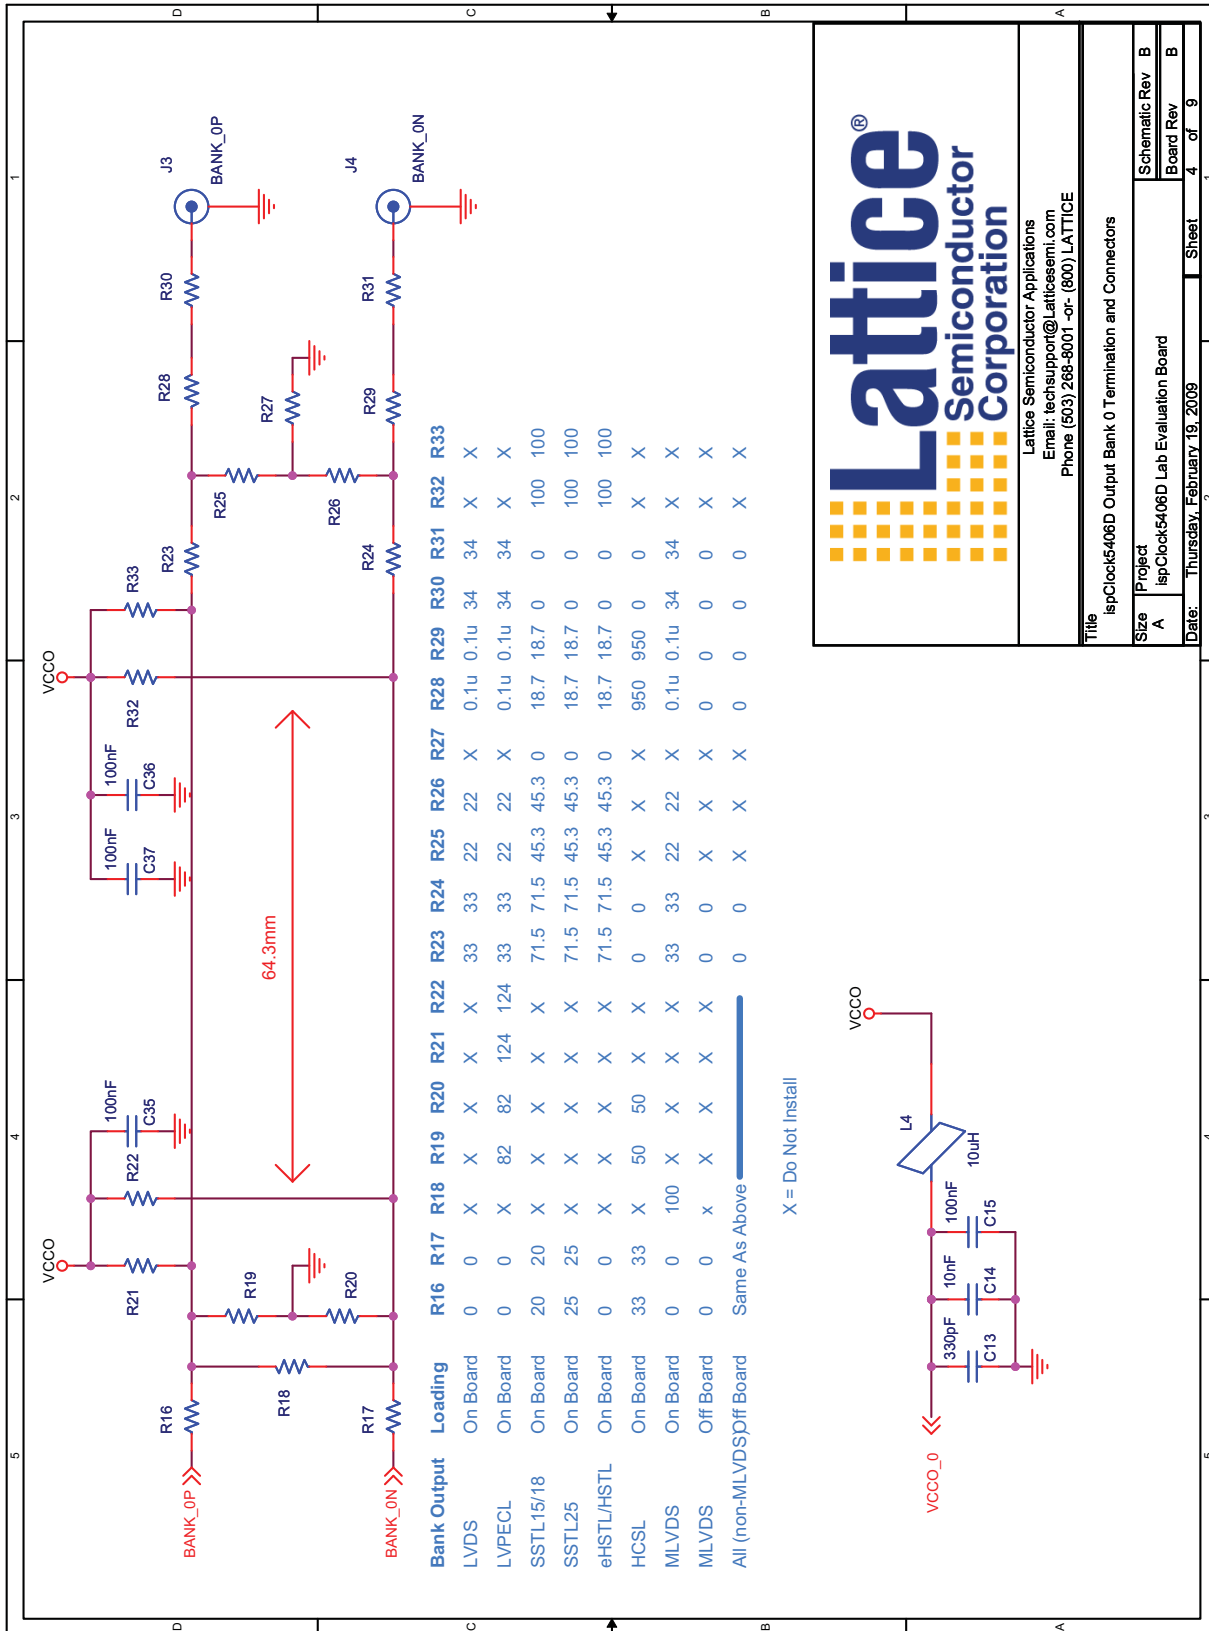 5
4
3
2
1
D
D
C
C
B
B
A
A
VCCO
VCCO
R21
R22
100nF
C35
100nF
C37
100nF
C36
R32
R33
BANK_0P
R16
R18
R19
R20
BANK_0N
R17
64.3mm
R23
R24
R25
R26
R27
R28
R29
R30
R31
J3
BANK_0P
J4
BANK_0N
Bank Output Loading R16 R17 R18 R19 R20 R21 R22 R23 R24 R25 R26 R27 R28 R29 R30 R31 R32 R33
LVDS On Board 0 0 X X X X X 33 33 22 22 X 0.1u 0.1u 34 34 X X
LVPECL On Board 0 0 X 82 82 124 124 33 33 22 22 X 0.1u 0.1u 34 34 X X
SSTL15/18 On Board 20 20 X X X X X 71.5 71.5 45.3 45.3 0 18.7 18.7 0 0 100 100
SSTL25 On Board 25 25 X X X X X 71.5 71.5 45.3 45.3 0 18.7 18.7 0 0 100 100
eHSTL/HSTL On Board 0 0 X X X X X 71.5 71.5 45.3 45.3 0 18.7 18.7 0 0 100 100
HCSL On Board 33 33 X 50 50 X X 0 0 X X X 950 950 0 0 X X
MLVDS On Board 0 0 100 X X X X 33 33 22 22 X 0.1u 0.1u 34 34 X X
MLVDS Off Board 0 0 x X X X X 0 0 X X X 0 0 0 0 X X
All (non-MLVDS) Off Board Same As Above 0 0 X X X 0 0 0 0 X X
X = Do Not Install
VCCO_0
330pF
C13
10nF
C14
100nF
C15
L4
10uH
VCCO
Lattice®
Semiconductor
Corporation
Lattice Semiconductor Applications
Email: techsupport@Latticesemi.com
Phone (503) 268-8001 -or- (800) LATTICE
Title
ispClock5406D Output Bank 0 Termination and Connectors
Size
A
Project
ispClock5406D Lab Evaluation Board
Schematic Rev B
Board Rev B
Date: Thursday, February 19, 2009
Sheet 4 of 9
5
4
3
2
1